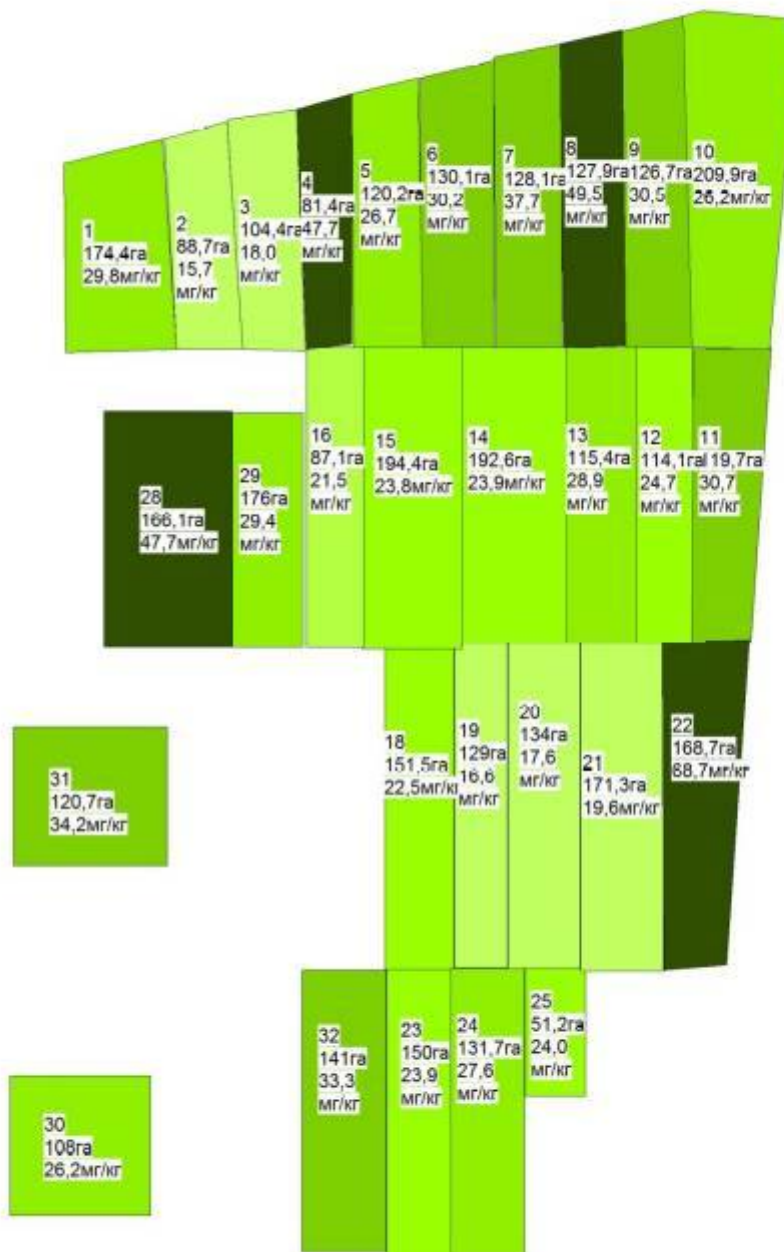 1
174,4га
29,8мг/кг
2
88,7га
15,7
мг/кг
3
104,4га
18,0
мг/кг
4
81,4га
47,7
мг/кг
5
120,2га
26,7
мг/кг
6
130,1га
30,2
мг/кг
7
128,1га
37,7
мг/кг
8
127,9га
49,5
мг/кг
9
126,7га
30,5
мг/кг
10
209,9га
26,2мг/кг
28
166,1га
47,7мг/кг
29
176га
29,4
мг/кг
16
87,1га
21,5
мг/кг
15
194,4га
23,8мг/кг
14
192,6га
23,9мг/кг
13
115,4га
28,9
мг/кг
12
114,1га
24,7
мг/кг
11
119,7га
30,7
мг/кг
18
151,5га
22,5мг/кг
19
129га
16,6
мг/кг
20
134га
17,6
мг/кг
21
171,3га
19,6мг/кг
22
168,7га
68,7мг/кг
31
120,7га
34,2мг/кг
32
141га
33,3
мг/кг
23
150га
23,9
мг/кг
24
131,7га
27,6
мг/кг
25
51,2га
24,0
мг/кг
30
108га
26,2мг/кг